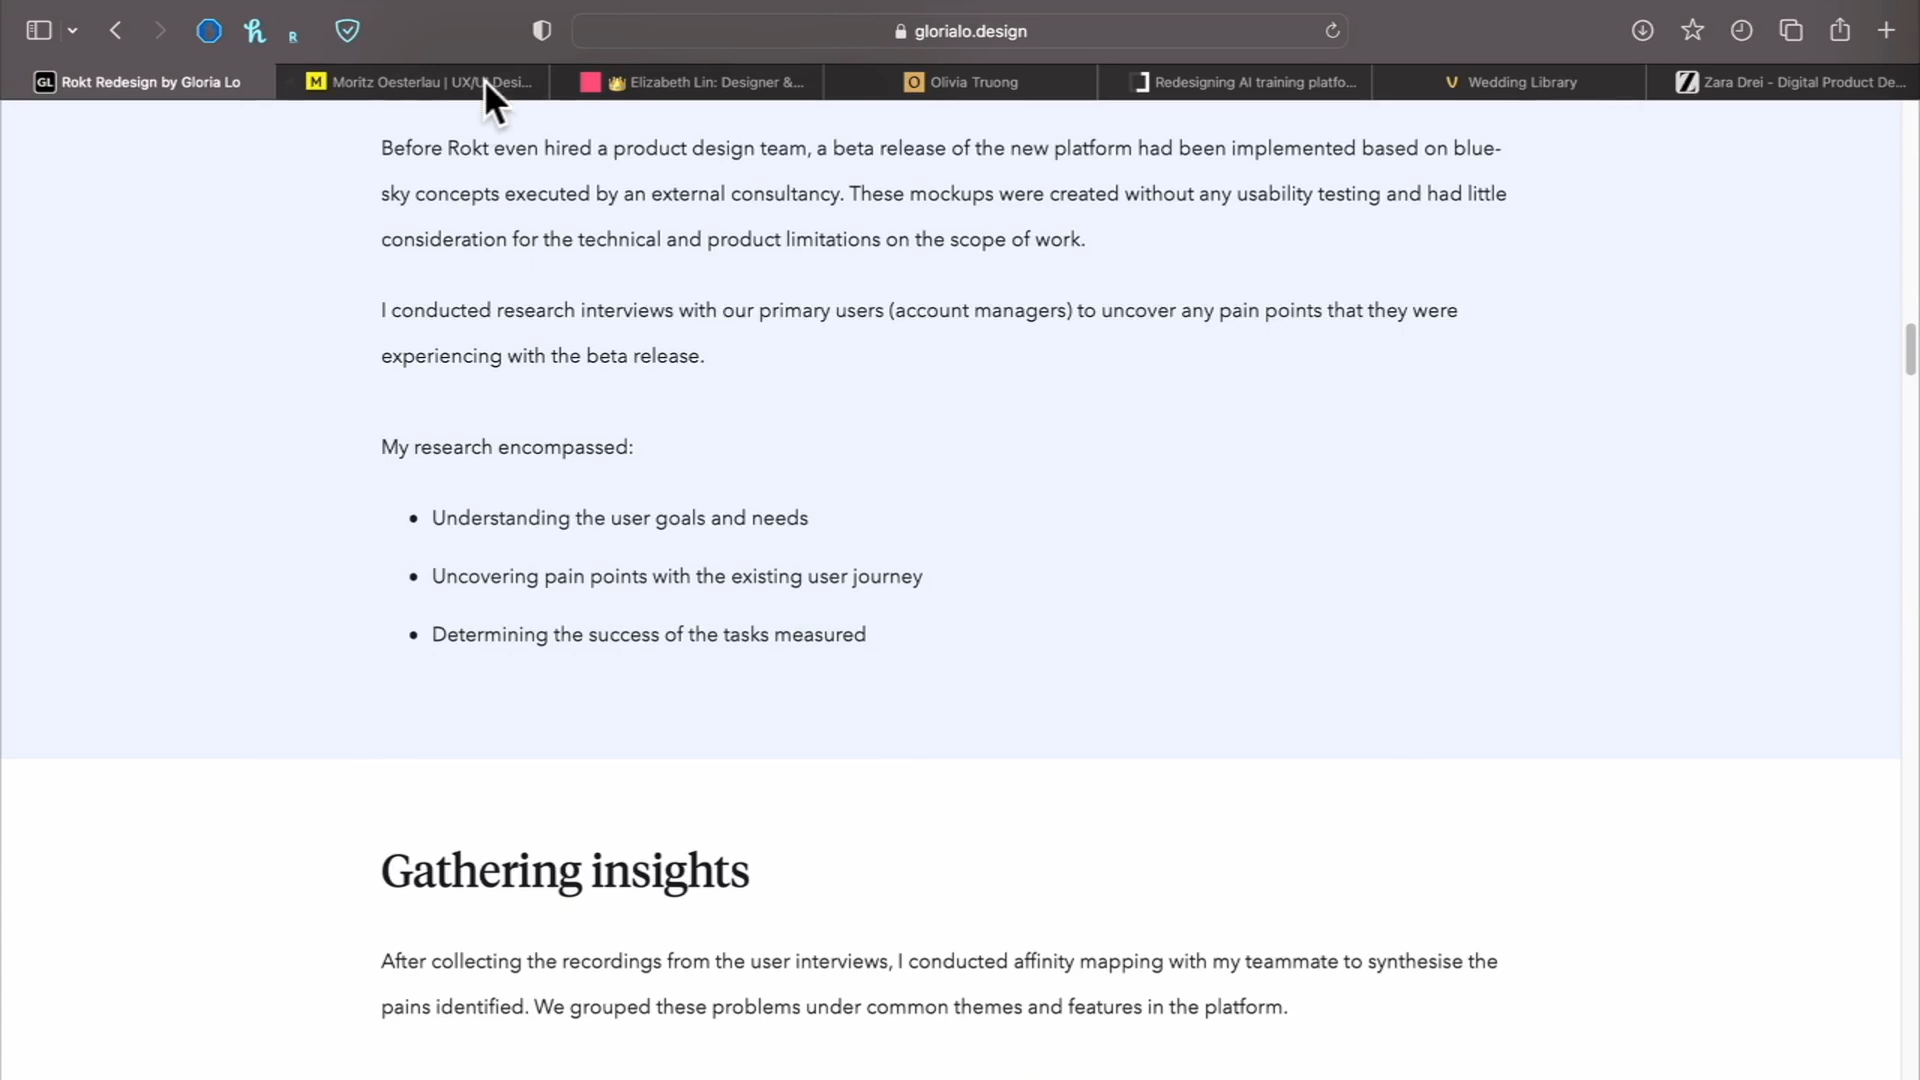 glorialo.design
GL Rokt Redesign by Gloria Lo
M Moritz Oesterlau | UX/U Desi...
Elizabeth Lin: Designer &...
O Olivia Truong
Redesigning AI training platfo...
V Wedding Library
Z Zara Drei - Digital Product De...
Before Rokt even hired a product design team, a beta release of the new platform had been implemented based on blue-
sky concepts executed by an external consultancy. These mockups were created without any usability testing and had little
consideration for the technical and product limitations on the scope of work.
I conducted research interviews with our primary users (account managers) to uncover any pain points that they were
experiencing with the beta release.
My research encompassed:
• Understanding the user goals and needs
• Uncovering pain points with the existing user journey
• Determining the success of the tasks measured
Gathering insights
After collecting the recordings from the user interviews, I conducted affinity mapping with my teammate to synthesise the
pains identified. We grouped these problems under common themes and features in the platform.